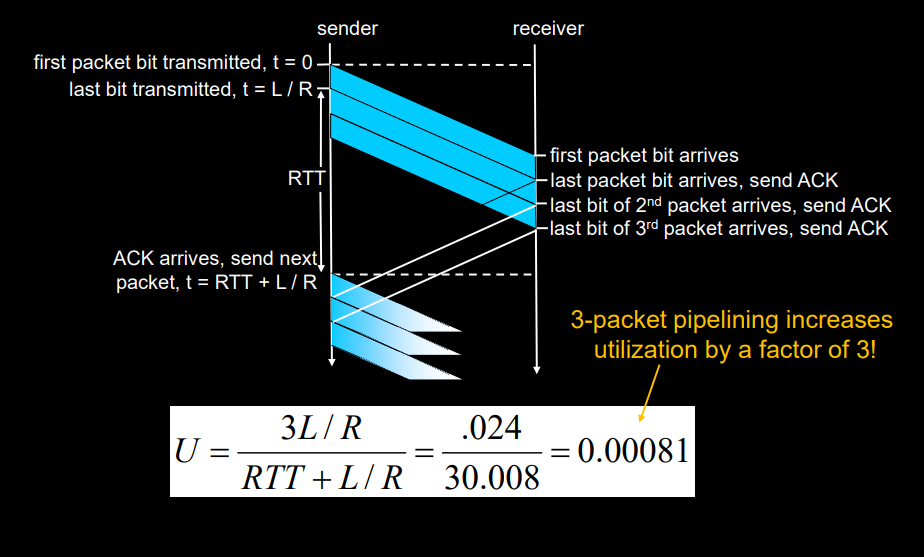 sender
receiver
first packet bit transmitted, t = 0
last bit transmitted, t = L / R
first packet bit arrives
RTT
last packet bit arrives, send ACK
last bit of 2nd packet arrives, send ACK
last bit of 3rd packet arrives, send ACK
ACK arrives, send next
packet, t = RTT + L / R
3-packet pipelining increases
utilization by a factor of 3!
U = 3L / R / RTT + L / R = .024 / 30.008 = 0.00081